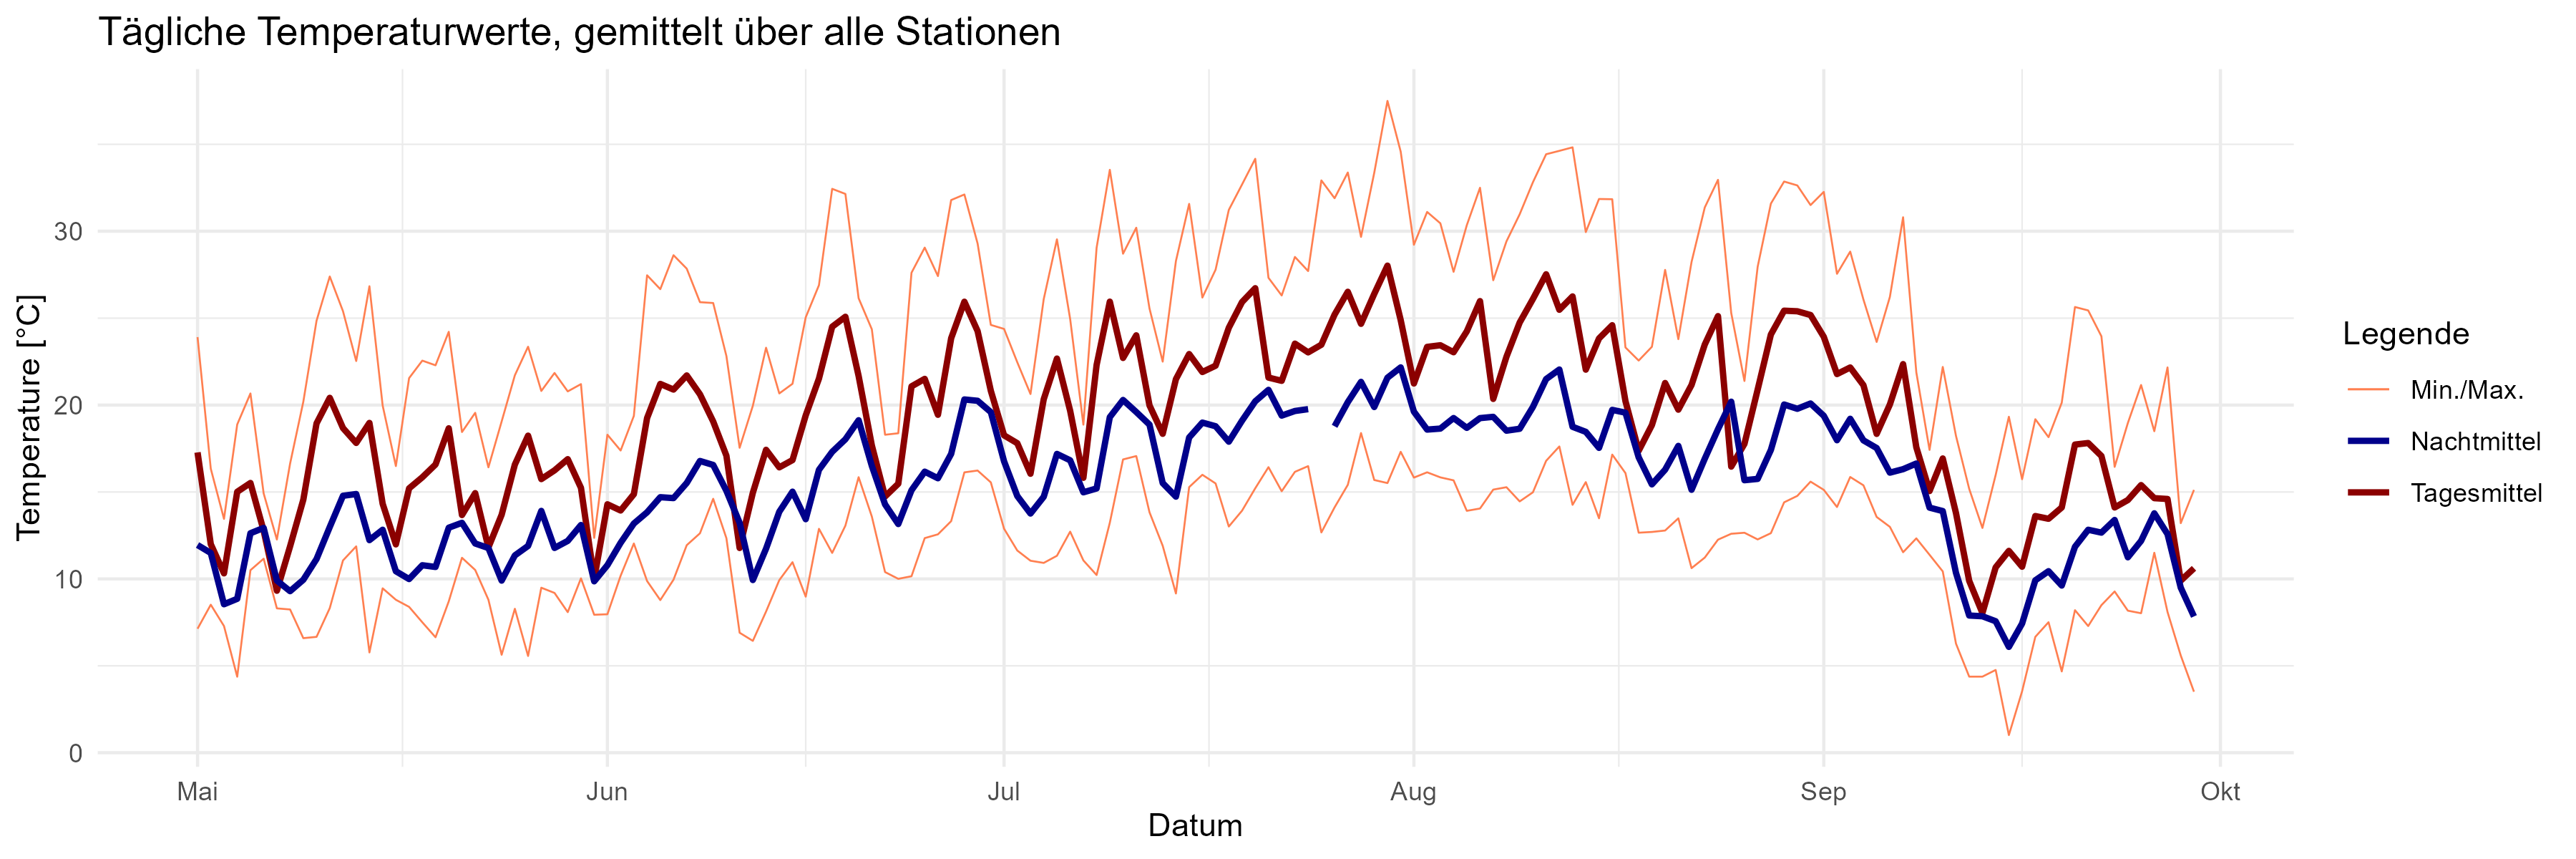 Tägliche Temperaturwerte, gemittelt über alle Stationen
Temperature [°C]
30
20
10
0
Mai Jun Jul Aug Sep Okt
Datum
Legende
Min./Max.
Nachtmittel
Tagesmittel